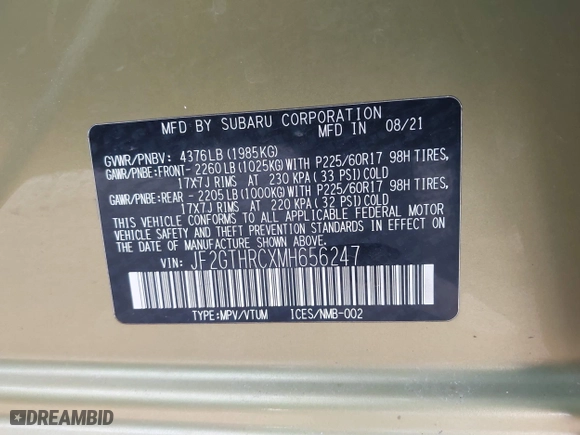 MFD BY SUBARU CORPORATION
MFD IN 08/21
GVWR/PNBV: 4376LB(1985KG)
GAWR/PNBE:FRONT- 2260LB(1025KG)WITH P225/60R17 98H TIRES,
17X7J RIMS AT 230 KPA(33 PSI)COLD
GAWR/PNBE:REAR - 2205LB(1000KG)WITH P225/60R17 98H TIRES,
17X7J RIMS AT 220 KPA(32 PSI)COLD
THIS VEHICLE CONFORMS TO ALL APPLICABLE FEDERAL MOTOR
VEHICLE SAFETY AND THEFT PREVENTION STANDARDS IN EFFECT ON
THE DATE OF MANUFACTURE SHOWN ABOVE.
VIN: JF2GTHRCXMH656247
TYPE:MPV/VTUM ICES/NMB-002
DREAMBID